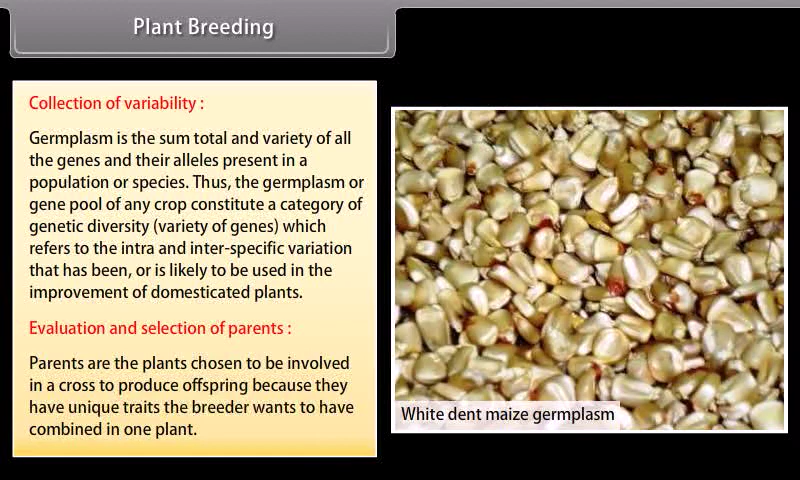 Plant Breeding
Collection of variability :
Germplasm is the sum total and variety of all
the genes and their alleles present in a
population or species. Thus, the germplasm or
gene pool of any crop constitute a category of
genetic diversity (variety of genes) which
refers to the intra and inter-specific variation
that has been, or is likely to be used in the
improvement of domesticated plants.
Evaluation and selection of parents :
Parents are the plants chosen to be involved
in a cross to produce offspring because they
have unique traits the breeder wants to have
combined in one plant.
White dent maize germplasm